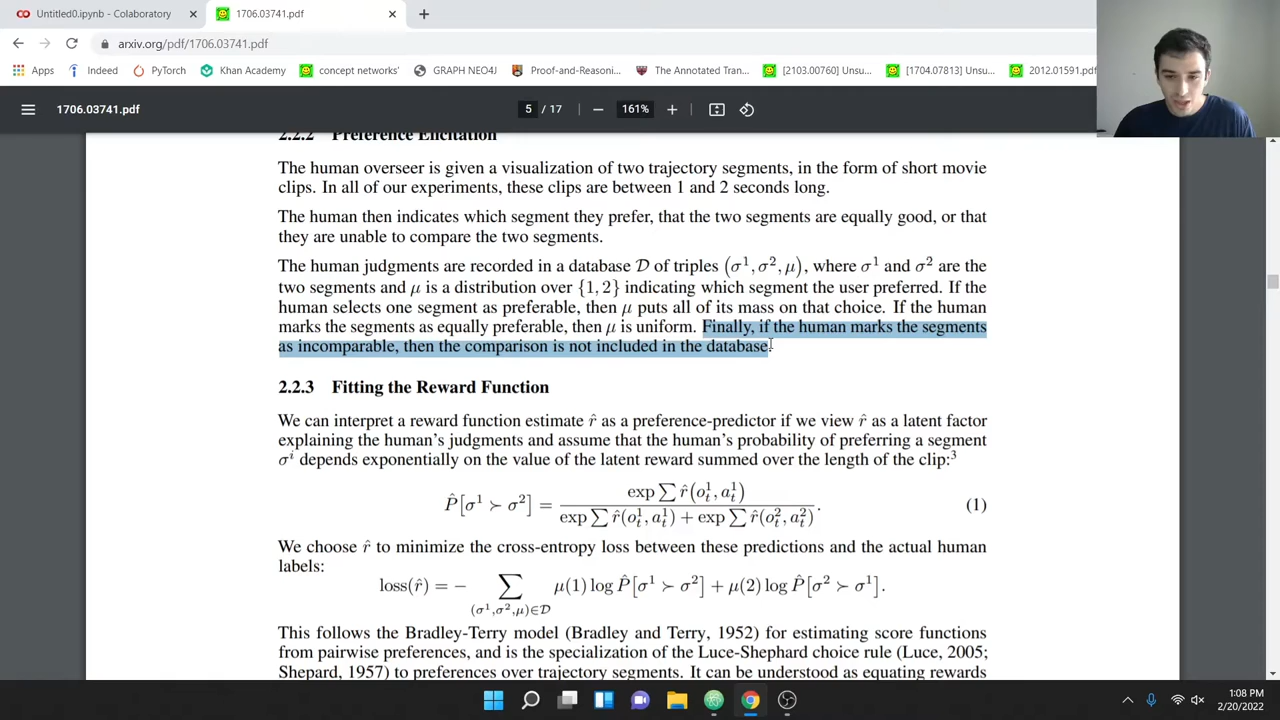 Untitled0.ipynb - Colaboratory
1706.03741.pdf
arxiv.org/pdf/1706.03741.pdf
Apps Indeed PyTorch Khan Academy concept networks' GRAPH NEO4J Proof-and-Reasoni... The Annotated Tran... [2103.00760] Unsu... [1704.07813] Unsu... 2012.01591.pdf
1706.03741.pdf 5 / 17 161%
2.2.2 Preference Elicitation
The human overseer is given a visualization of two trajectory segments, in the form of short movie
clips. In all of our experiments, these clips are between 1 and 2 seconds long.
The human then indicates which segment they prefer, that the two segments are equally good, or that
they are unable to compare the two segments.
The human judgments are recorded in a database D of triples (σ¹, σ², μ), where σ¹ and σ² are the
two segments and μ is a distribution over {1, 2} indicating which segment the user preferred. If the
human selects one segment as preferable, then μ puts all of its mass on that choice. If the human
marks the segments as equally preferable, then μ is uniform. Finally, if the human marks the segments
as incomparable, then the comparison is not included in the database.
2.2.3 Fitting the Reward Function
We can interpret a reward function estimate r̂ as a preference-predictor if we view r̂ as a latent factor
explaining the human's judgments and assume that the human's probability of preferring a segment
σⁱ depends exponentially on the value of the latent reward summed over the length of the clip:³
P̂[σ¹ ≻ σ²] = exp ∑ r̂(o¹ₜ, a¹ₜ) / (exp ∑ r̂(o¹ₜ, a¹ₜ) + exp ∑ r̂(o²ₜ, a²ₜ)). (1)
We choose r̂ to minimize the cross-entropy loss between these predictions and the actual human
labels:
loss(r̂) = − ∑ (σ¹,σ²,μ)∈D μ(1) log P̂[σ¹ ≻ σ²] + μ(2) log P̂[σ² ≻ σ¹].
This follows the Bradley-Terry model (Bradley and Terry, 1952) for estimating score functions
from pairwise preferences, and is the specialization of the Luce-Shephard choice rule (Luce, 2005;
Shepard, 1957) to preferences over trajectory segments. It can be understood as equating rewards
1:08 PM
2/20/2022